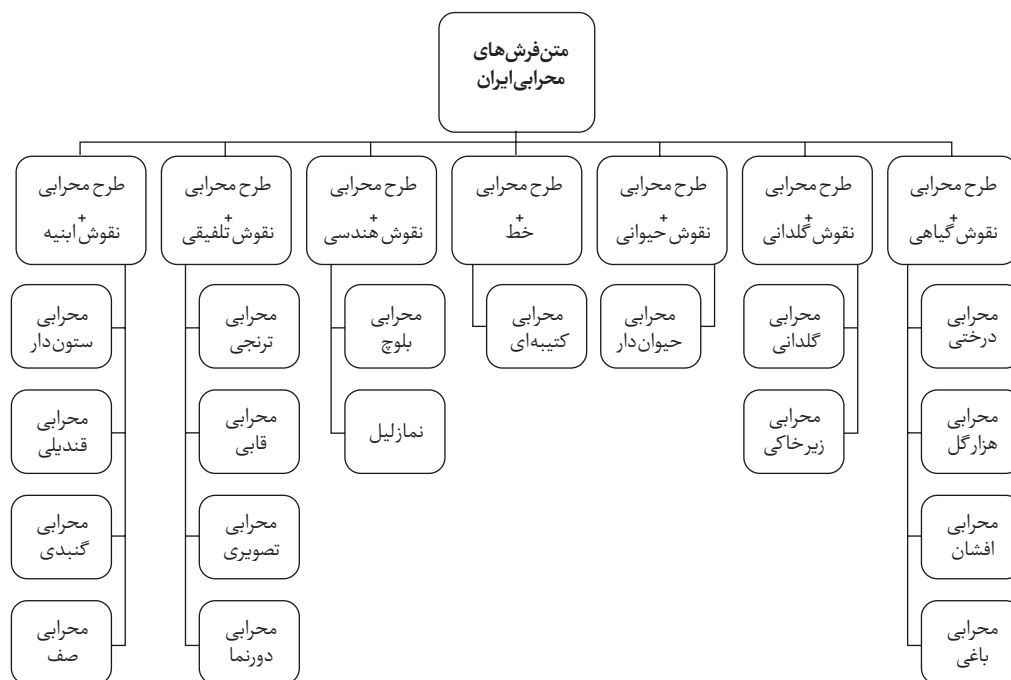 متن‌فرش‌های
محرابی‌ایران
طرح محرابی
+
نقوش گیاهی
طرح محرابی
+
نقوش گلدانی
طرح محرابی
+
نقوش حیوانی
طرح محرابی
+
خط
طرح محرابی
+
نقوش هندسی
طرح محرابی
+
نقوش تلفیقی
طرح محرابی
+
نقوش ابنیه
محرابی
درختی
محرابی
هزارگل
محرابی
افشان
محرابی
باغی
محرابی
گلدانی
محرابی
زیرخاکی
محرابی
حیوان‌دار
محرابی
کتیبه‌ای
محرابی
بلوچ
نمازلیل
محرابی
ترنجی
محرابی
قابی
محرابی
تصویری
محرابی
دورنما
محرابی
ستون‌دار
محرابی
قندیلی
محرابی
گنبدی
محرابی
صف